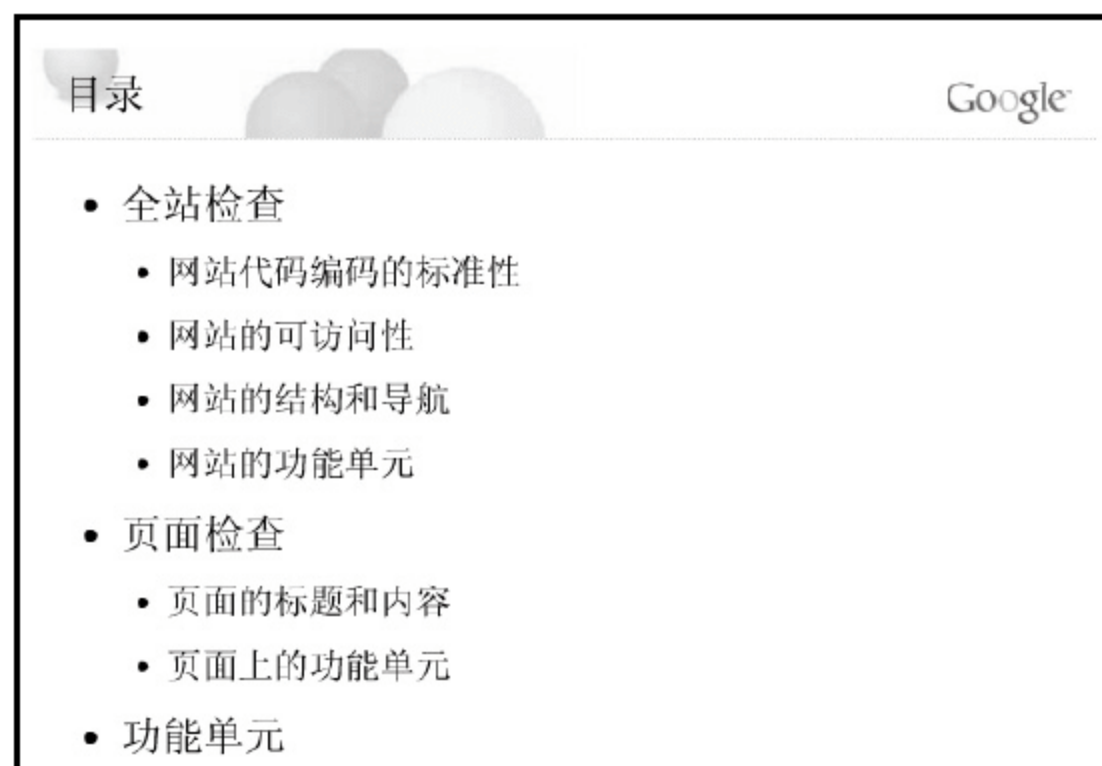 目录
Google
• 全站检查
• 网站代码编码的标准性
• 网站的可访问性
• 网站的结构和导航
• 网站的功能单元
• 页面检查
• 页面的标题和内容
• 页面上的功能单元
• 功能单元